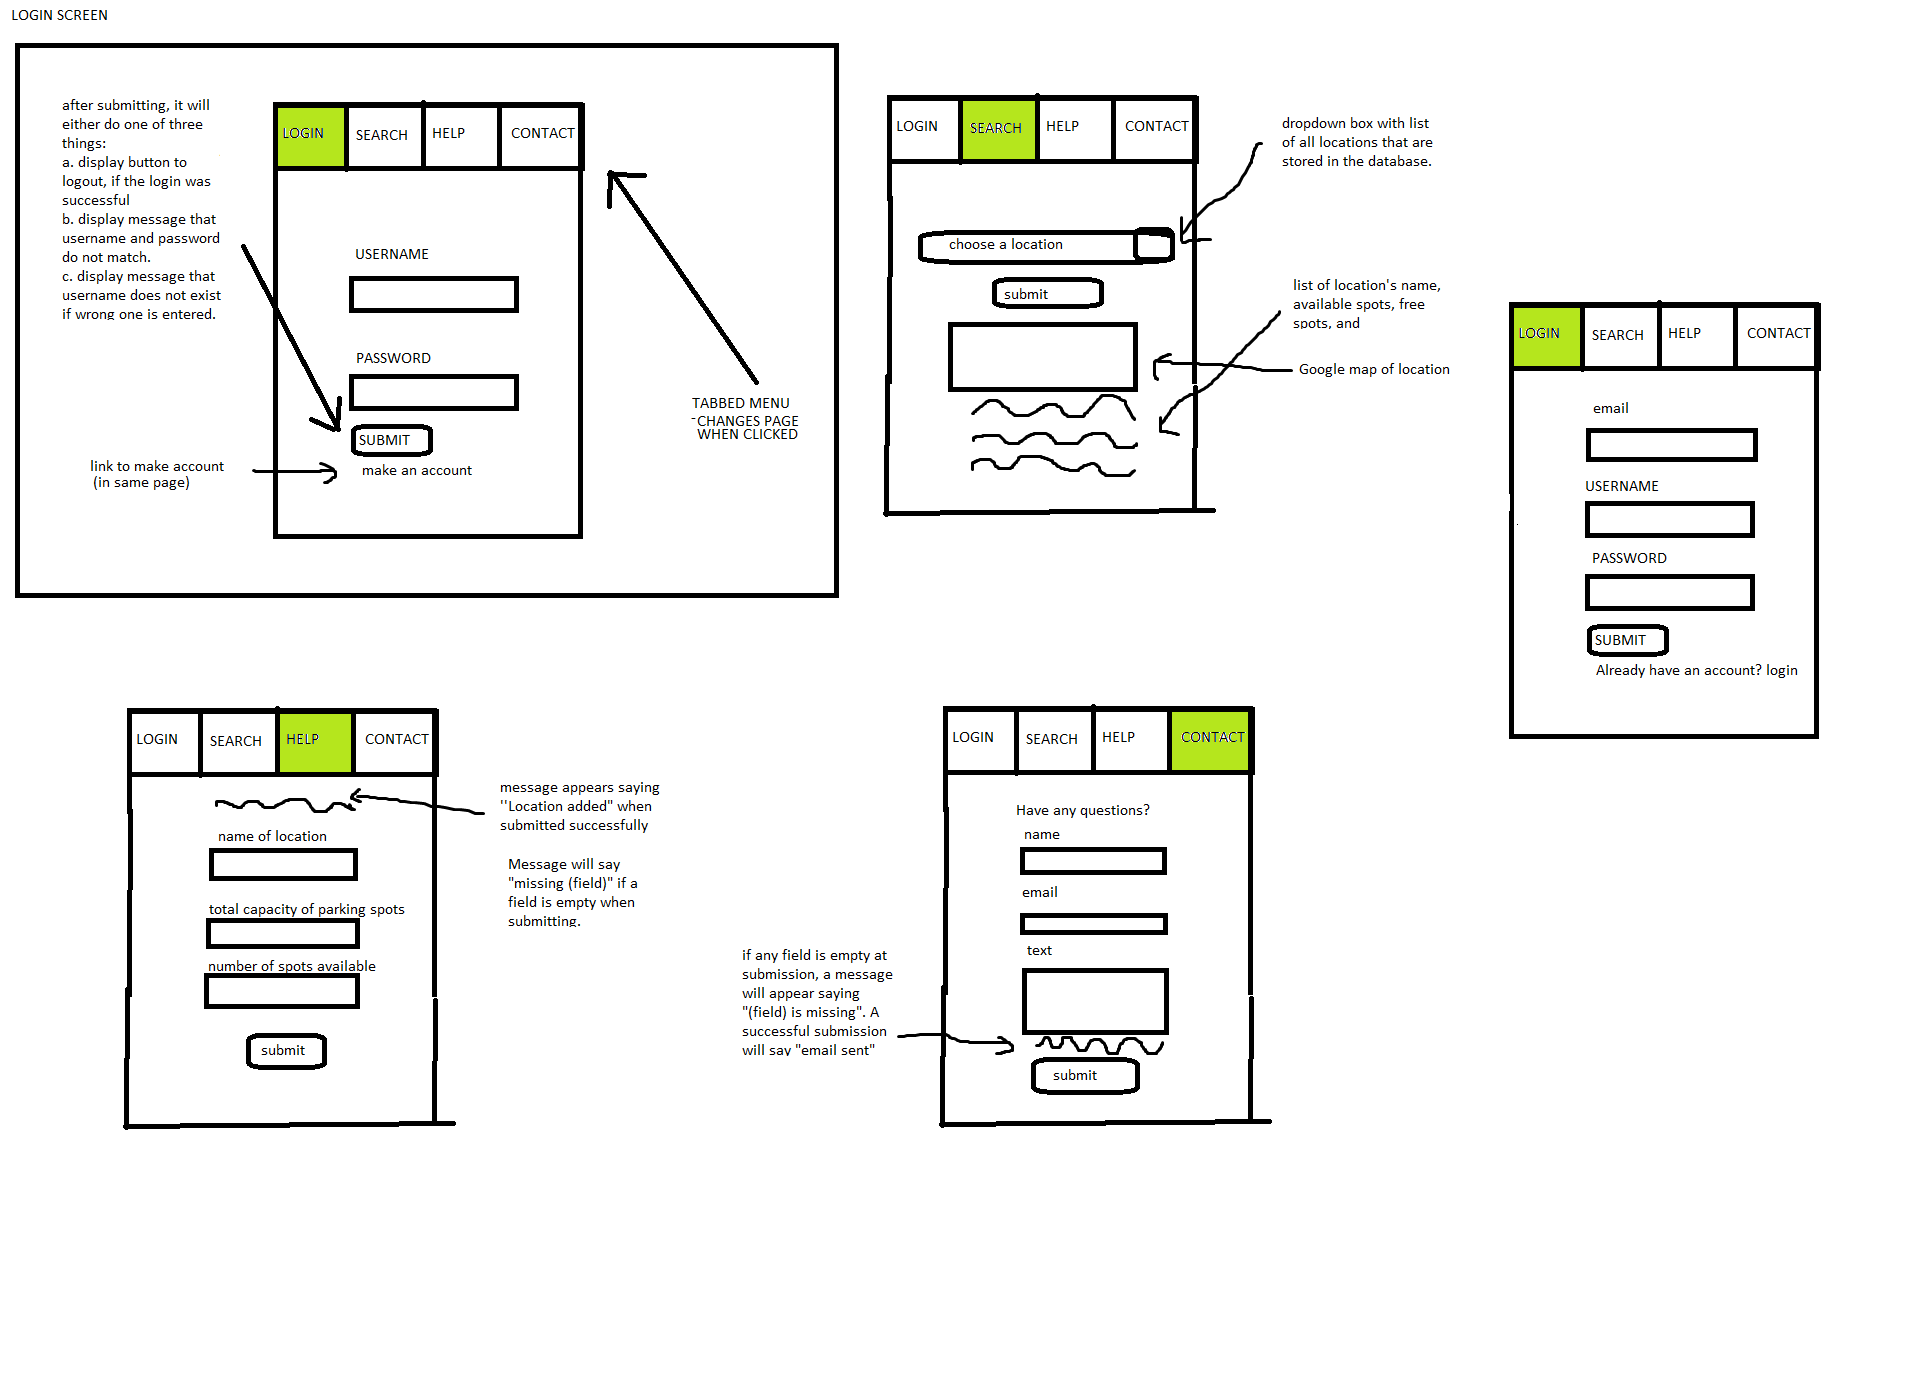 LOGIN SCREEN
after submitting, it will
either do one of three
things:
a. display button to
logout, if the login was
successful
b. display message that
username and password
do not match.
c. display message that
username does not exist
if wrong one is entered.
link to make account
(in same page)
LOGIN SEARCH HELP CONTACT
USERNAME
PASSWORD
SUBMIT
make an account
TABBED MENU
-CHANGES PAGE
WHEN CLICKED
LOGIN SEARCH HELP CONTACT
choose a location
submit
dropdown box with list
of all locations that are
stored in the database.
list of location's name,
available spots, free
spots, and
Google map of location
LOGIN SEARCH HELP CONTACT
email
USERNAME
PASSWORD
SUBMIT
Already have an account? login
LOGIN SEARCH HELP CONTACT
name of location
total capacity of parking spots
number of spots available
submit
message appears saying
"Location added" when
submitted successfully
Message will say
"missing (field)" if a
field is empty when
submitting.
LOGIN SEARCH HELP CONTACT
Have any questions?
name
email
text
submit
if any field is empty at
submission, a message
will appear saying
"(field) is missing". A
successful submission
will say "email sent"